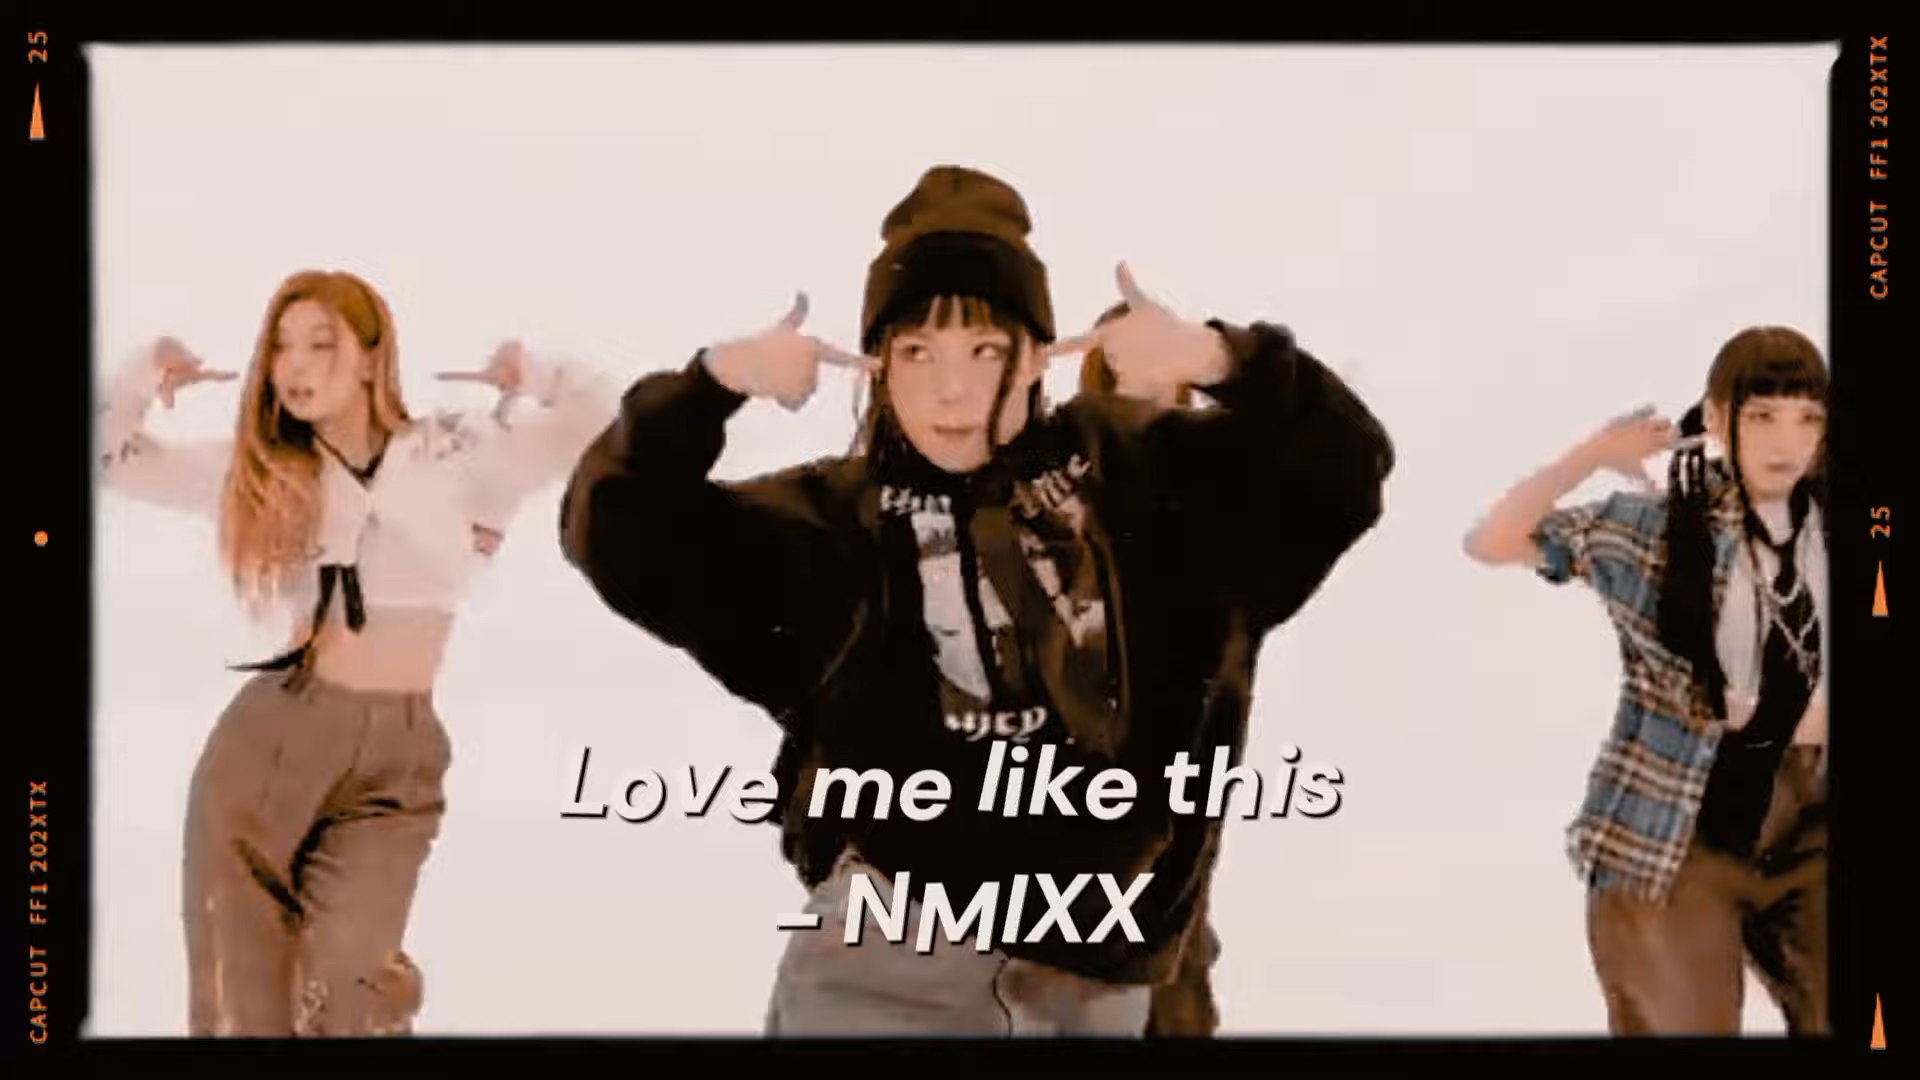 25
CAPCUT FF1 202XTX
Love me like this
- NMIXX
CAPCUT FF1 202XTX
25